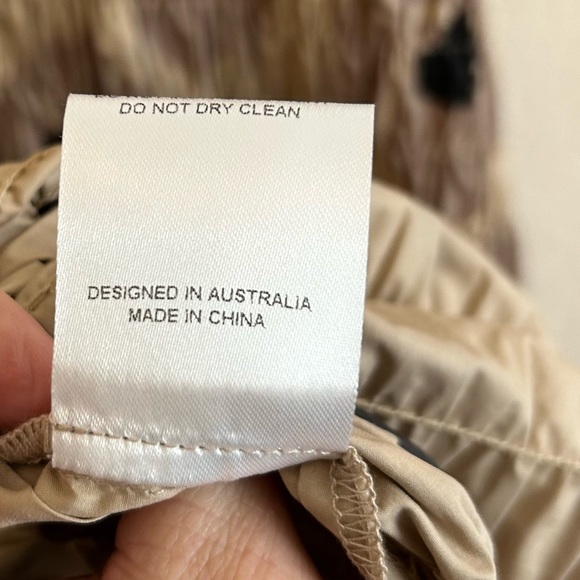 DO NOT DRY CLEAN
DESIGNED IN AUSTRALIA
MADE IN CHINA